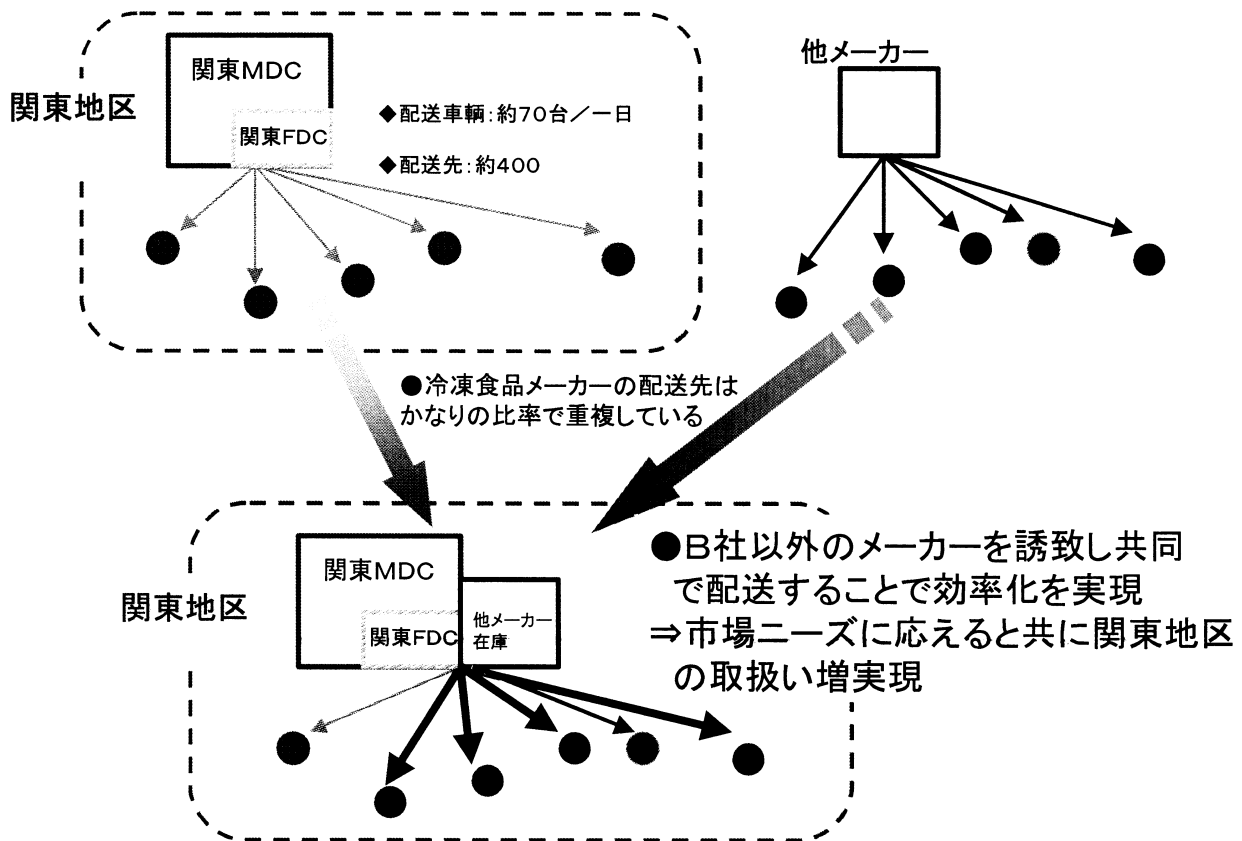 関東地区
関東MDC
関東FDC
◆配送車輌:約70台/一日
◆配送先:約400
他メーカー
●冷凍食品メーカーの配送先は
かなりの比率で重複している
関東地区
関東MDC
関東FDC
他メーカー
在庫
●B社以外のメーカーを誘致し共同
で配送することで効率化を実現
⇒市場ニーズに応えると共に関東地区
の取扱い増実現